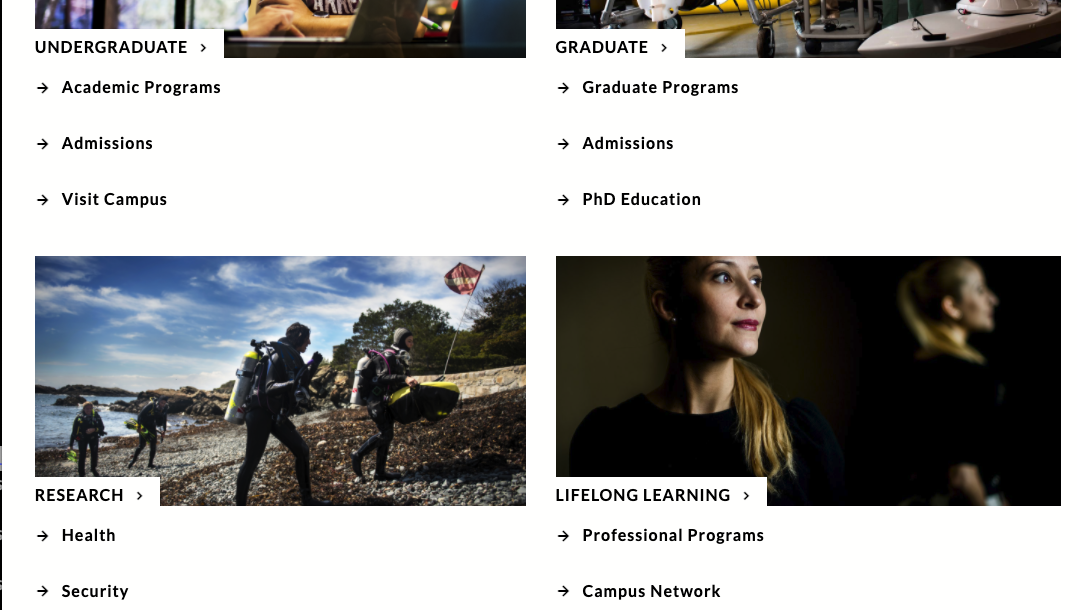 UNDERGRADUATE
Academic Programs
Admissions
Visit Campus
GRADUATE
Graduate Programs
Admissions
PhD Education
RESEARCH
Health
Security
LIFELONG LEARNING
Professional Programs
Campus Network